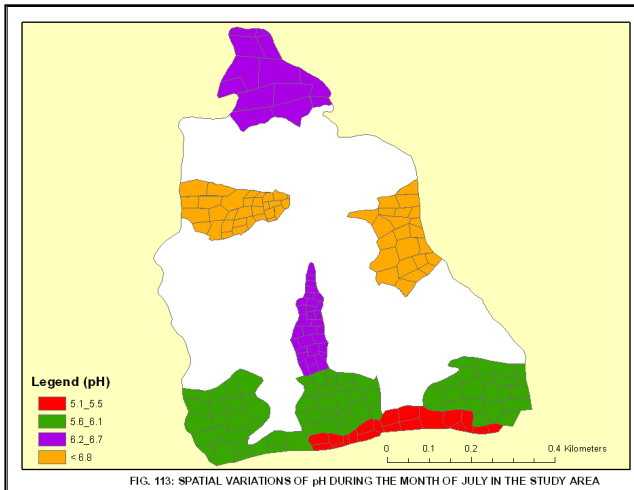 Legend (pH)
5.1_5.5
5.6_6.1
6.2_6.7
< 6.8
0 0.1 0.2 0.4 Kilometers
FIG. 113: SPATIAL VARIATIONS OF pH DURING THE MONTH OF JULY IN THE STUDY AREA